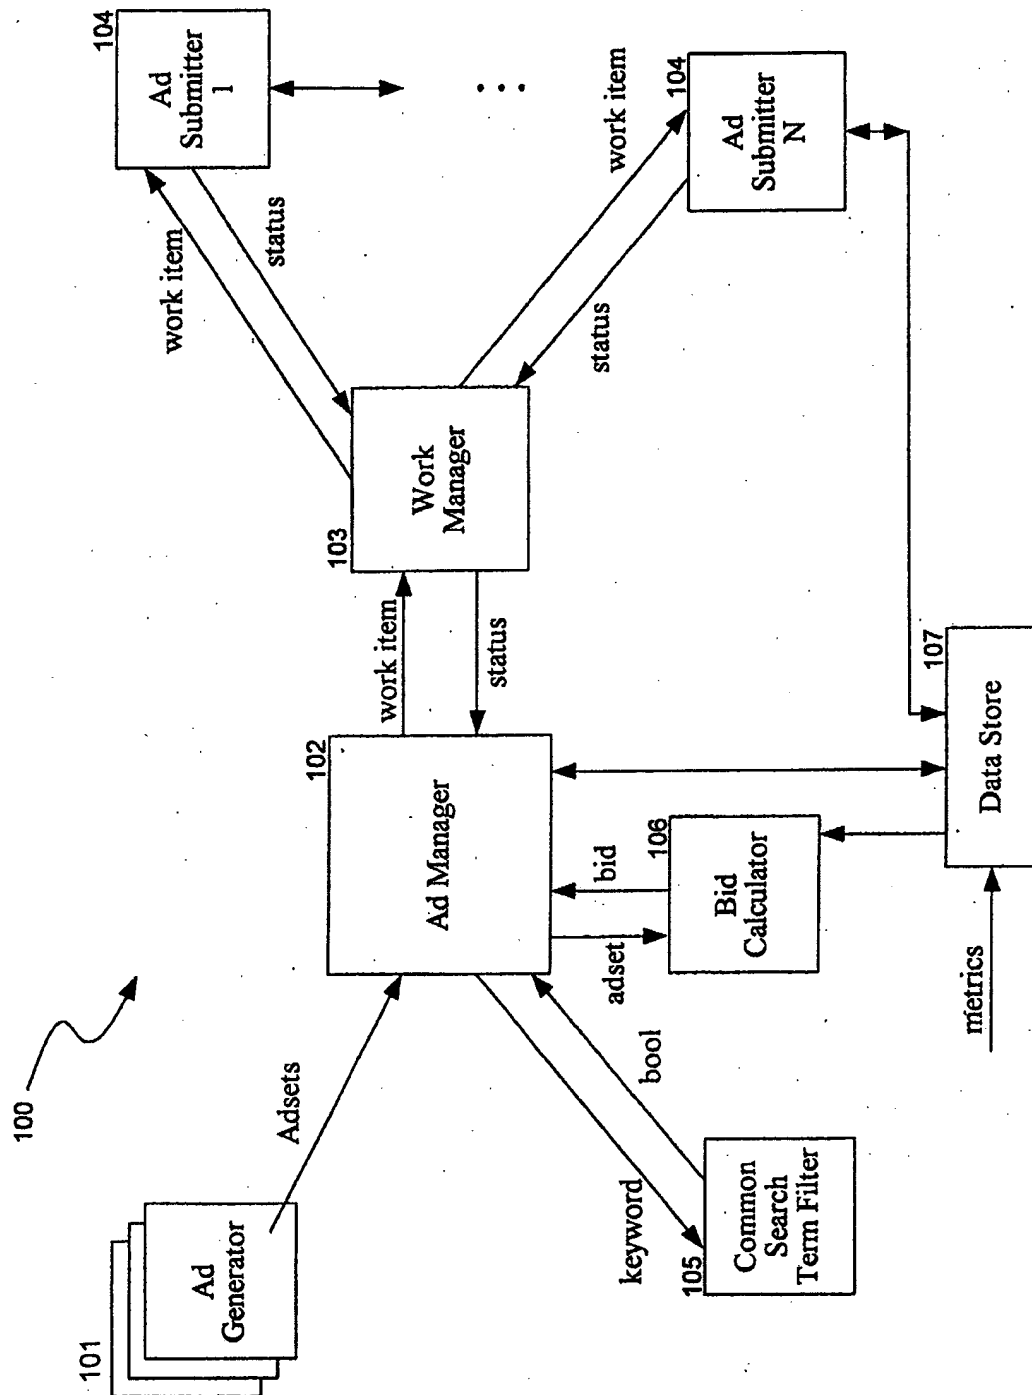 100
101
Ad
Generator
Adsets
102
Ad Manager
work item
status
103
Work
Manager
work item
status
104
Ad
Submitter
1
...
work item
status
104
Ad
Submitter
N
keyword
bool
105
Common
Search
Term Filter
adset
bid
106
Bid
Calculator
metrics
107
Data Store